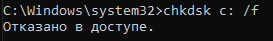 C:\Windows\system32>chkdsk c: /f
Отказано в доступе.